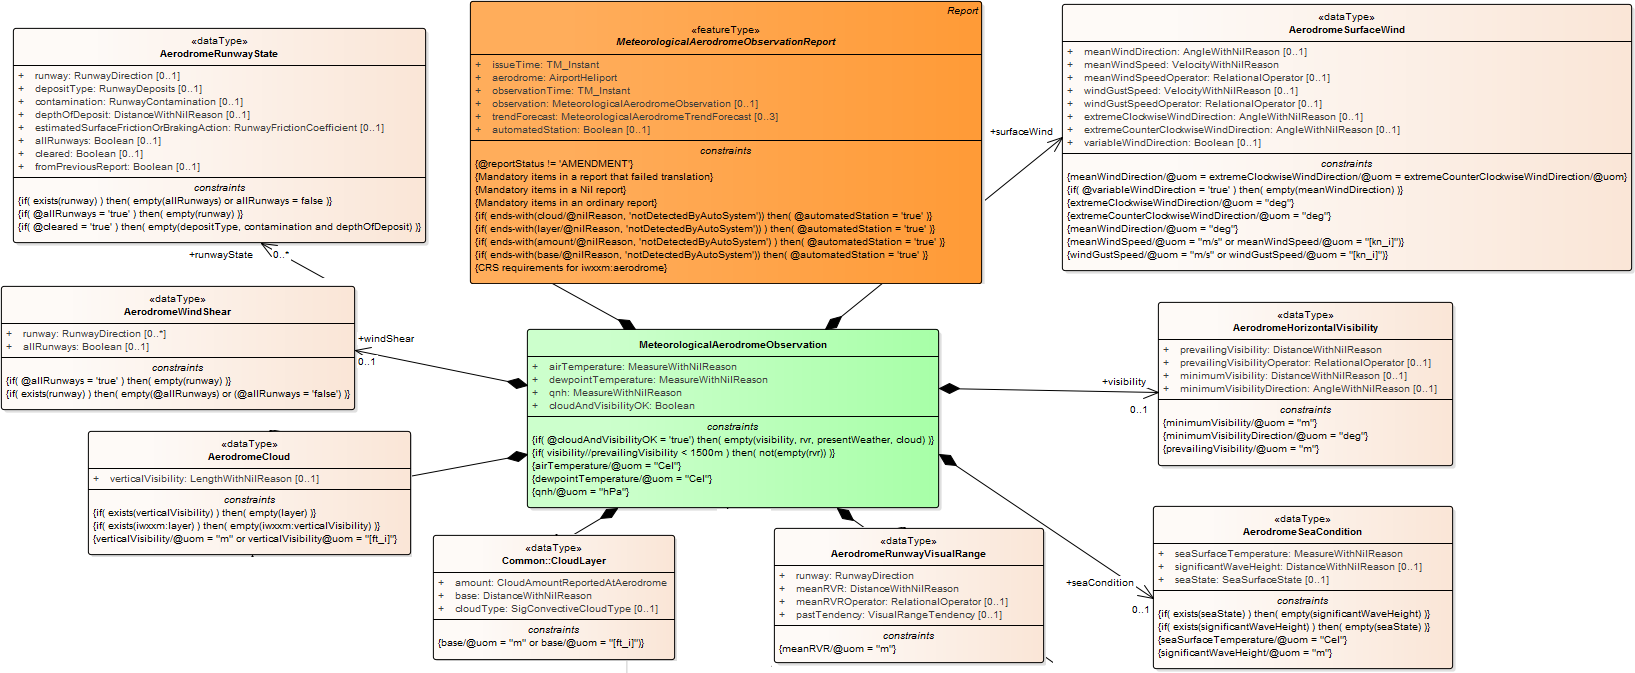 «dataType»
AerodromeRunwayState
+ runway: RunwayDirection [0..1]
+ depositType: RunwayDeposits [0..1]
+ contamination: RunwayContamination [0..1]
+ depthOfDeposit: DistanceWithNilReason [0..1]
+ estimatedSurfaceFrictionOrBrakingAction: RunwayFrictionCoefficient [0..1]
+ allRunways: Boolean [0..1]
+ cleared: Boolean [0..1]
+ fromPreviousReport: Boolean [0..1]
constraints
{if( exists(runway) ) then( empty(allRunways) or allRunways = false )}
{if( @allRunways = 'true' ) then( empty(runway) )}
{if( @cleared = 'true' ) then( empty(depositType, contamination and depthOfDeposit) )}
+runwayState
0..*
Report
«featureType»
MeteorologicalAerodromeObservationReport
+ issueTime: TM_Instant
+ aerodrome: AirportHeliport
+ observationTime: TM_Instant
+ observation: MeteorologicalAerodromeObservation [0..1]
+ trendForecast: MeteorologicalAerodromeTrendForecast [0..3]
+ automatedStation: Boolean [0..1]
constraints
{@reportStatus != 'AMENDMENT'}
{Mandatory items in a report that failed translation}
{Mandatory items in a Nil report}
{Mandatory items in an ordinary report}
{if( ends-with(cloud/@nilReason, 'notDetectedByAutoSystem')) then( @automatedStation = 'true' )}
{if( ends-with(layer/@nilReason, 'notDetectedByAutoSystem') ) then( @automatedStation = 'true' )}
{if( ends-with(amount/@nilReason, 'notDetectedByAutoSystem') ) then( @automatedStation = 'true' )}
{if( ends-with(base/@nilReason, 'notDetectedByAutoSystem')) then( @automatedStation = 'true' )}
{CRS requirements for iwxxm:aerodrome}
+surfaceWind
«dataType»
AerodromeSurfaceWind
+ meanWindDirection: AngleWithNilReason [0..1]
+ meanWindSpeed: VelocityWithNilReason
+ meanWindSpeedOperator: RelationalOperator [0..1]
+ windGustSpeed: VelocityWithNilReason [0..1]
+ windGustSpeedOperator: RelationalOperator [0..1]
+ extremeClockwiseWindDirection: AngleWithNilReason [0..1]
+ extremeCounterClockwiseWindDirection: AngleWithNilReason [0..1]
+ variableWindDirection: Boolean [0..1]
constraints
{meanWindDirection/@uom = extremeClockwiseWindDirection/@uom = extremeCounterClockwiseWindDirection/@uom}
{if( @variableWindDirection = 'true' ) then( empty(meanWindDirection) )}
{extremeClockwiseWindDirection/@uom = "deg"}
{extremeCounterClockwiseWindDirection/@uom = "deg"}
{meanWindDirection/@uom = "deg"}
{meanWindSpeed/@uom = "m/s" or meanWindSpeed/@uom = "[kn_i]")}
{windGustSpeed/@uom = "m/s" or windGustSpeed/@uom = "[kn_i]")}
«dataType»
AerodromeWindShear
+ runway: RunwayDirection [0..*]
+ allRunways: Boolean [0..1]
constraints
{if( @allRunways = 'true' ) then( empty(runway) )}
{if( exists(runway) ) then( empty(@allRunways) or (@allRunways = 'false') )}
+windShear
0..1
MeteorologicalAerodromeObservation
+ airTemperature: MeasureWithNilReason
+ dewpointTemperature: MeasureWithNilReason
+ qnh: MeasureWithNilReason
+ cloudAndVisibilityOK: Boolean
constraints
{if( @cloudAndVisibilityOK = 'true') then( empty(visibility, rvr, presentWeather, cloud) )}
{if( visibility//prevailingVisibility < 1500m ) then( not(empty(rvr)) )}
{airTemperature/@uom = "Cel"}
{dewpointTemperature/@uom = "Cel"}
{qnh/@uom = "hPa"}
+visibility
0..1
«dataType»
AerodromeHorizontalVisibility
+ prevailingVisibility: DistanceWithNilReason
+ prevailingVisibilityOperator: RelationalOperator [0..1]
+ minimumVisibility: DistanceWithNilReason [0..1]
+ minimumVisibilityDirection: AngleWithNilReason [0..1]
constraints
{minimumVisibility/@uom = "m"}
{minimumVisibilityDirection/@uom = "deg"}
{prevailingVisibility/@uom = "m"}
«dataType»
AerodromeCloud
+ verticalVisibility: LengthWithNilReason [0..1]
constraints
{if( exists(verticalVisibility) ) then( empty(layer) )}
{if( exists(iwxxm:layer) ) then( empty(iwxxm:verticalVisibility) )}
{verticalVisibility/@uom = "m" or verticalVisibility@uom = "[ft_i]"}
«dataType»
Common::CloudLayer
+ amount: CloudAmountReportedAtAerodrome
+ base: DistanceWithNilReason
+ cloudType: SigConvectiveCloudType [0..1]
constraints
{base/@uom = "m" or base/@uom = "[ft_i]")}
«dataType»
AerodromeRunwayVisualRange
+ runway: RunwayDirection
+ meanRVR: DistanceWithNilReason
+ meanRVROperator: RelationalOperator [0..1]
+ pastTendency: VisualRangeTendency [0..1]
constraints
{meanRVR/@uom = "m"}
+seaCondition
0..1
«dataType»
AerodromeSeaCondition
+ seaSurfaceTemperature: MeasureWithNilReason
+ significantWaveHeight: DistanceWithNilReason [0..1]
+ seaState: SeaSurfaceState [0..1]
constraints
{if( exists(seaState) ) then( empty(significantWaveHeight) )}
{if( exists(significantWaveHeight) ) then( empty(seaState) )}
{seaSurfaceTemperature/@uom = "Cel"}
{significantWaveHeight/@uom = "m"}